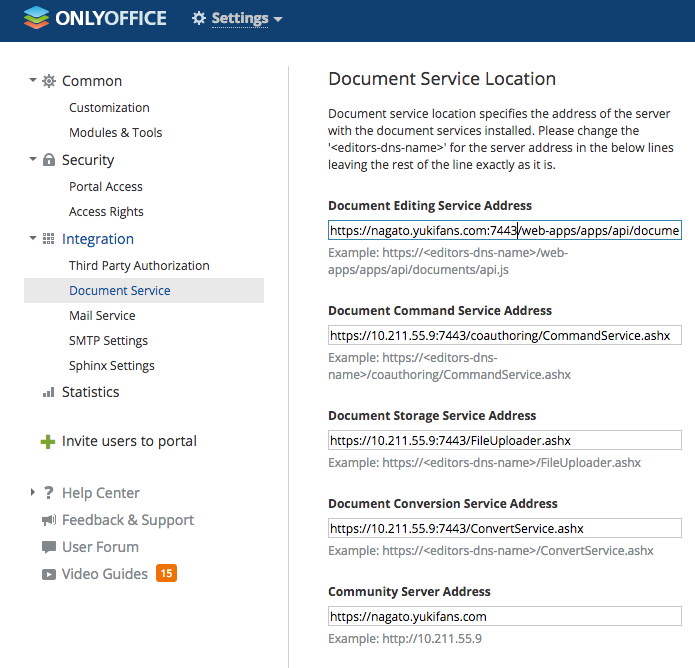 ONLYOFFICE Settings
Common
Customization
Modules & Tools
Security
Portal Access
Access Rights
Integration
Third Party Authorization
Document Service
Mail Service
SMTP Settings
Sphinx Settings
Statistics
Invite users to portal
Help Center
Feedback & Support
User Forum
Video Guides 15
Document Service Location
Document service location specifies the address of the server
with the document services installed. Please change the
'<editors-dns-name>' for the server address in the below lines
leaving the rest of the line exactly as it is.
Document Editing Service Address
https://nagato.yukifans.com:7443/web-apps/apps/api/docume
Example: https://<editors-dns-name>/web-
apps/apps/api/documents/api.js
Document Command Service Address
https://10.211.55.9:7443/coauthoring/CommandService.ashx
Example: https://<editors-dns-
name>/coauthoring/CommandService.ashx
Document Storage Service Address
https://10.211.55.9:7443/FileUploader.ashx
Example: https://<editors-dns-name>/FileUploader.ashx
Document Conversion Service Address
https://10.211.55.9:7443/ConvertService.ashx
Example: https://<editors-dns-name>/ConvertService.ashx
Community Server Address
https://nagato.yukifans.com
Example: http://10.211.55.9